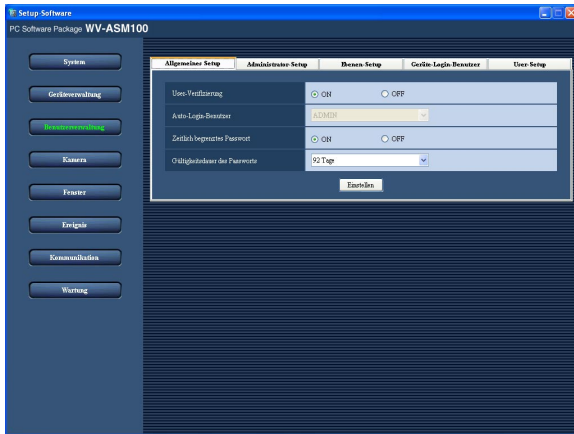 Setup-Software
PC Software Package WV-ASM100
System
Geräteverwaltung
Benutzerverwaltung
Kamera
Fenster
Ereignis
Kommunikation
Wartung
Allgemeines Setup Administrator-Setup Ebenen-Setup Geräte-Login-Benutzer User-Setup
User-Verifizierung ON OFF
Auto-Login-Benutzer ADMIN
Zeitlich begrenztes Passwort ON OFF
Gültigkeitsdauer des Passworts 92 Tage
Einstellen